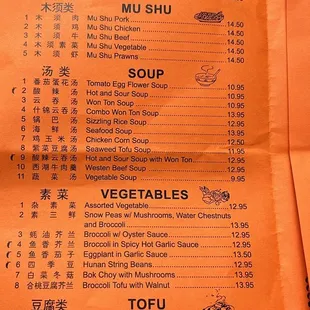 木须类 MU SHU
1 木须肉 Mu Shu Pork 14.50
2 木须鸡 Mu Shu Chicken 14.50
3 木须牛 Mu Shu Beef 14.50
4 木须素菜 Mu Shu Vegetable 14.50
5 木须虾 Mu Shu Prawns 14.50
汤类 SOUP
1 番茄蛋花汤 Tomato Egg Flower Soup 10.95
2 酸辣汤 Hot and Sour Soup 10.95
3 云吞汤 Won Ton Soup 10.95
4 什锦云吞汤 Combo Won Ton Soup 13.95
5 锅巴汤 Sizzling Rice Soup 12.95
6 海鲜汤 Seafood Soup 13.95
7 鸡玉米汤 Chicken Corn Soup 12.50
8 紫菜豆腐汤 Seaweed Tofu Soup
9 酸辣云吞汤 Hot and Sour Soup with Won Ton 12.95
10 西湖牛肉羹 Westen Beef Soup 12.95
11 蔬菜汤 Vegetable Soup 9.95
素菜 VEGETABLES
1 杂素菜 Assorted Vegetable 12.95
2 素三鲜 Snow Peas w/ Mushrooms, Water Chestnuts
and Broccoli 13.95
3 蚝油芥兰 Broccoli w/ Oyster Sauce 12.95
4 鱼香芥兰 Broccoli in Spicy Hot Garlic Sauce 12.95
5 鱼香茄子 Eggplant in Garlic Sauce 13.50
6 四季豆 Hunan String Beans 12.95
7 白菜冬菇 Bok Choy with Mushrooms 13.95
8 合桃豆腐芥兰 Broccoli Tofu with Walnut 13.95
豆腐类 TOFU